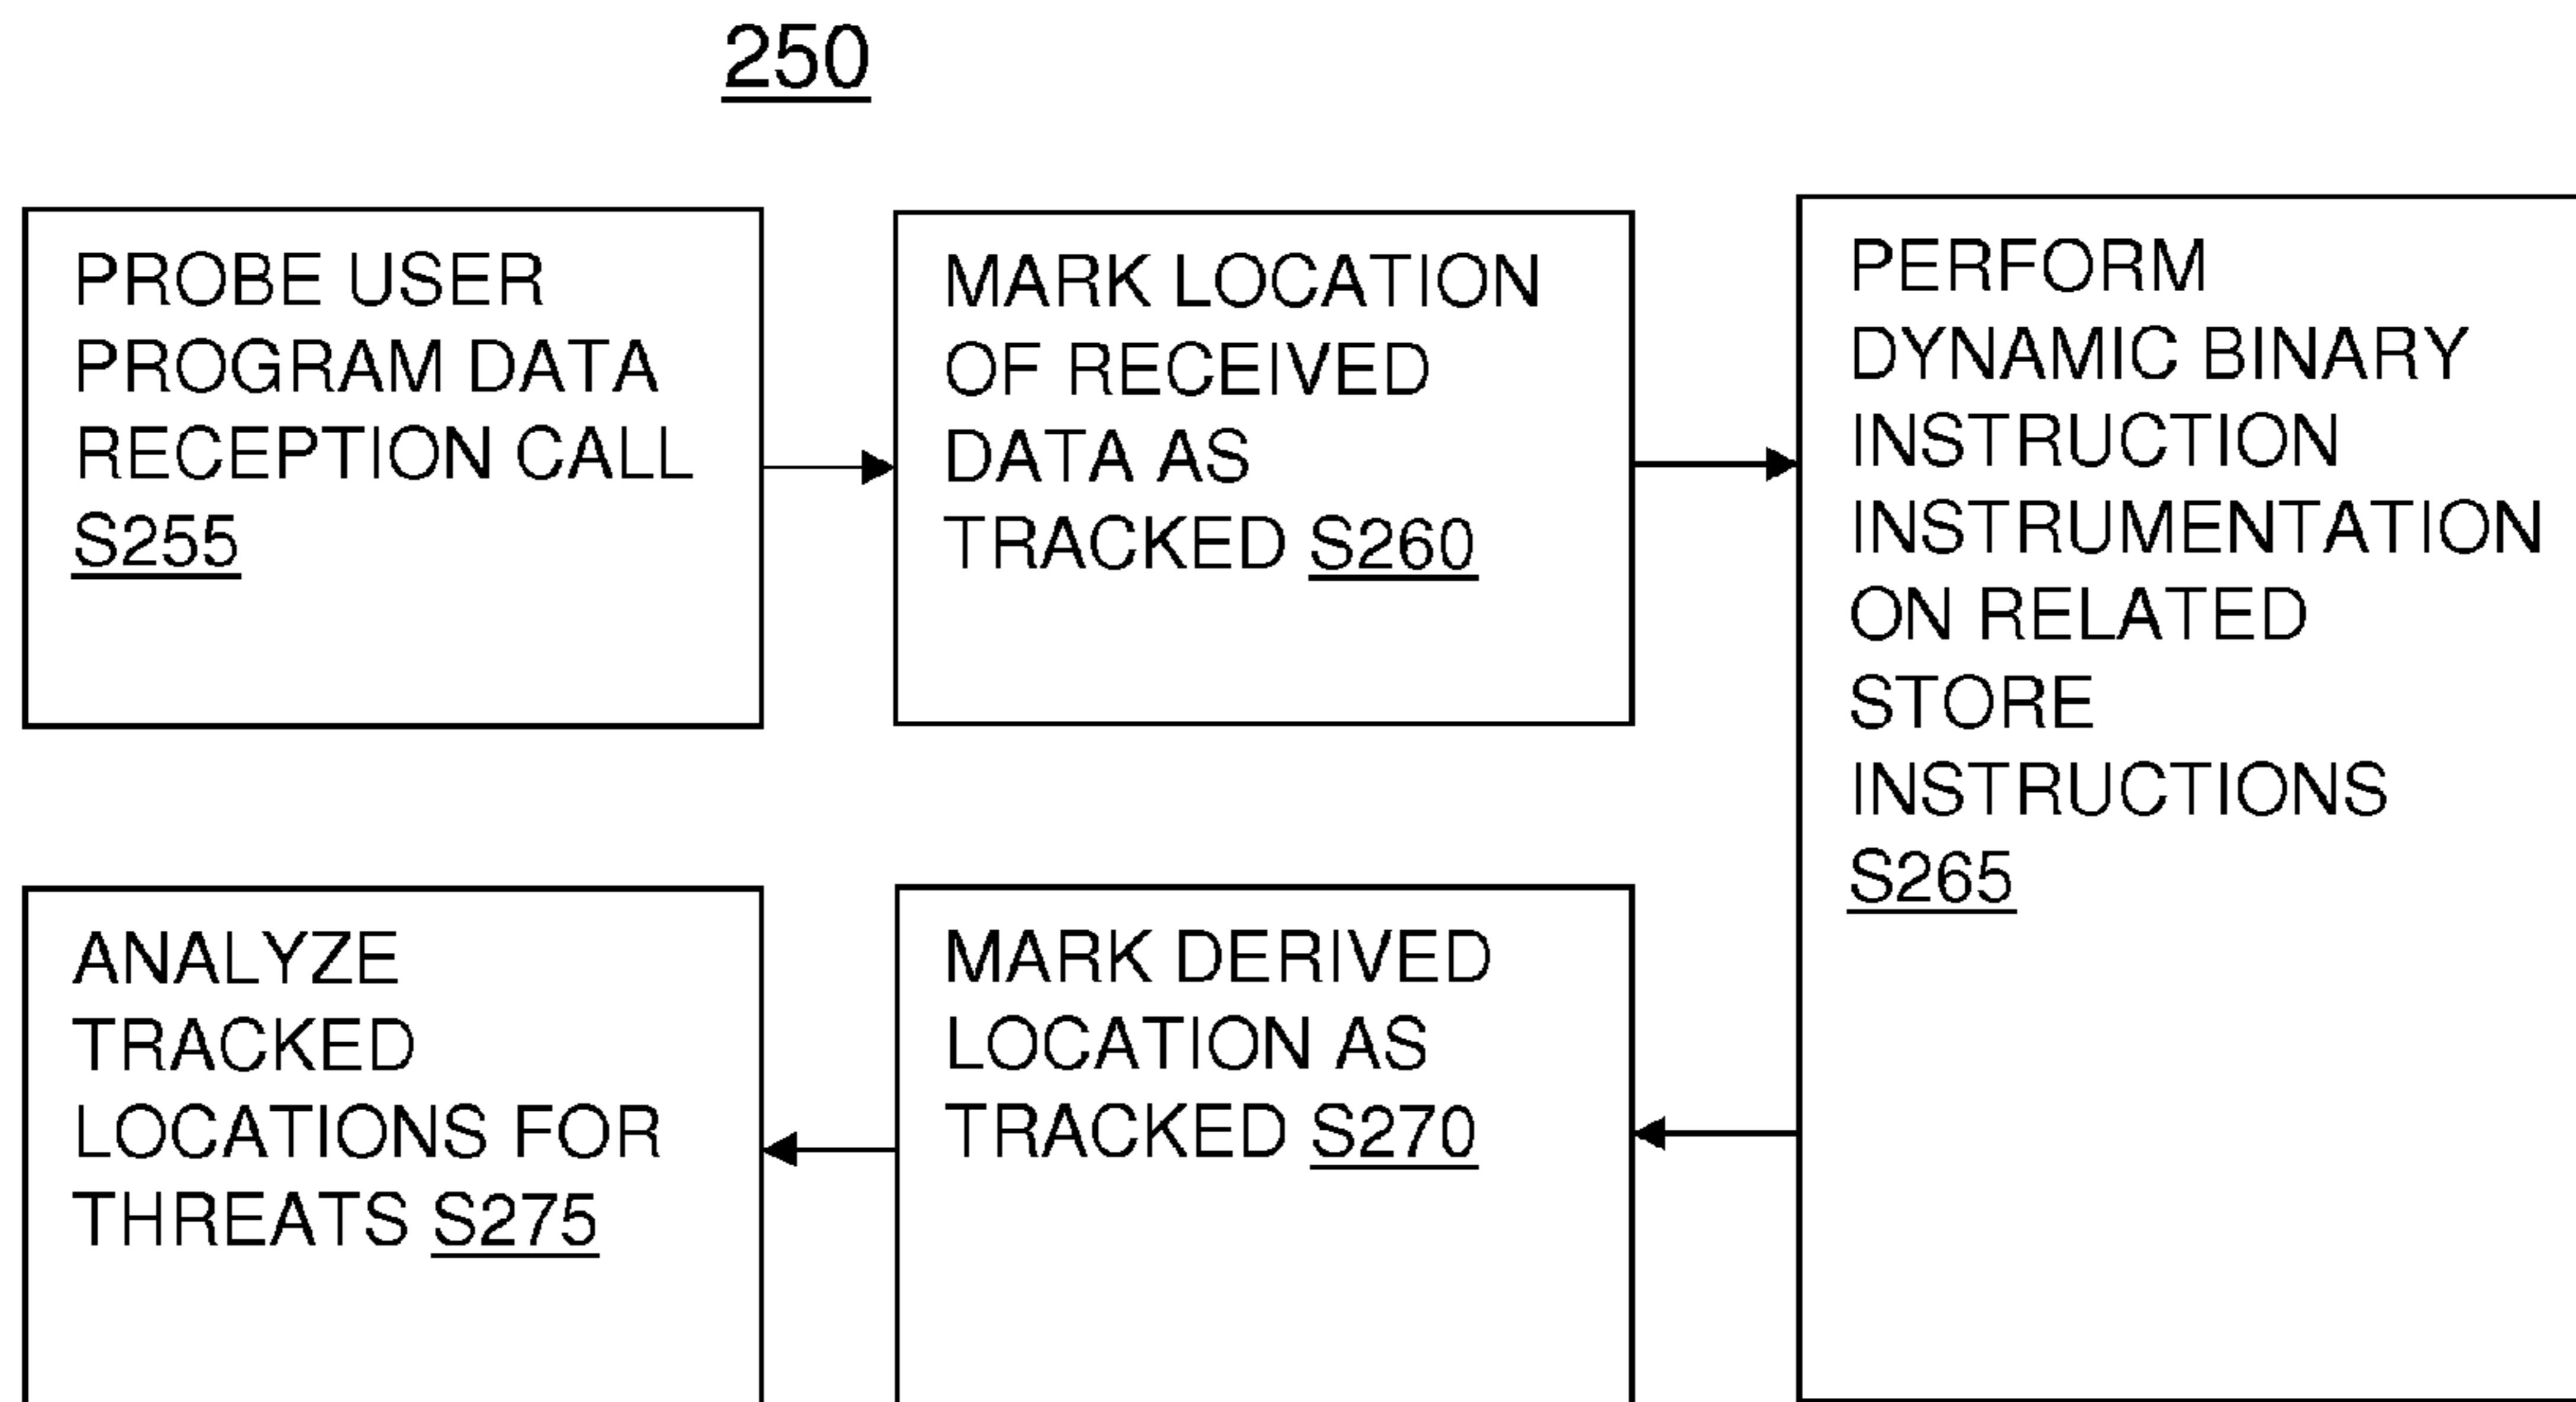 250
PROBE USER
PROGRAM DATA
RECEPTION CALL
S255
MARK LOCATION
OF RECEIVED
DATA AS
TRACKED S260
PERFORM
DYNAMIC BINARY
INSTRUCTION
INSTRUMENTATION
ON RELATED
STORE
INSTRUCTIONS
S265
MARK DERIVED
LOCATION AS
TRACKED S270
ANALYZE
TRACKED
LOCATIONS FOR
THREATS S275